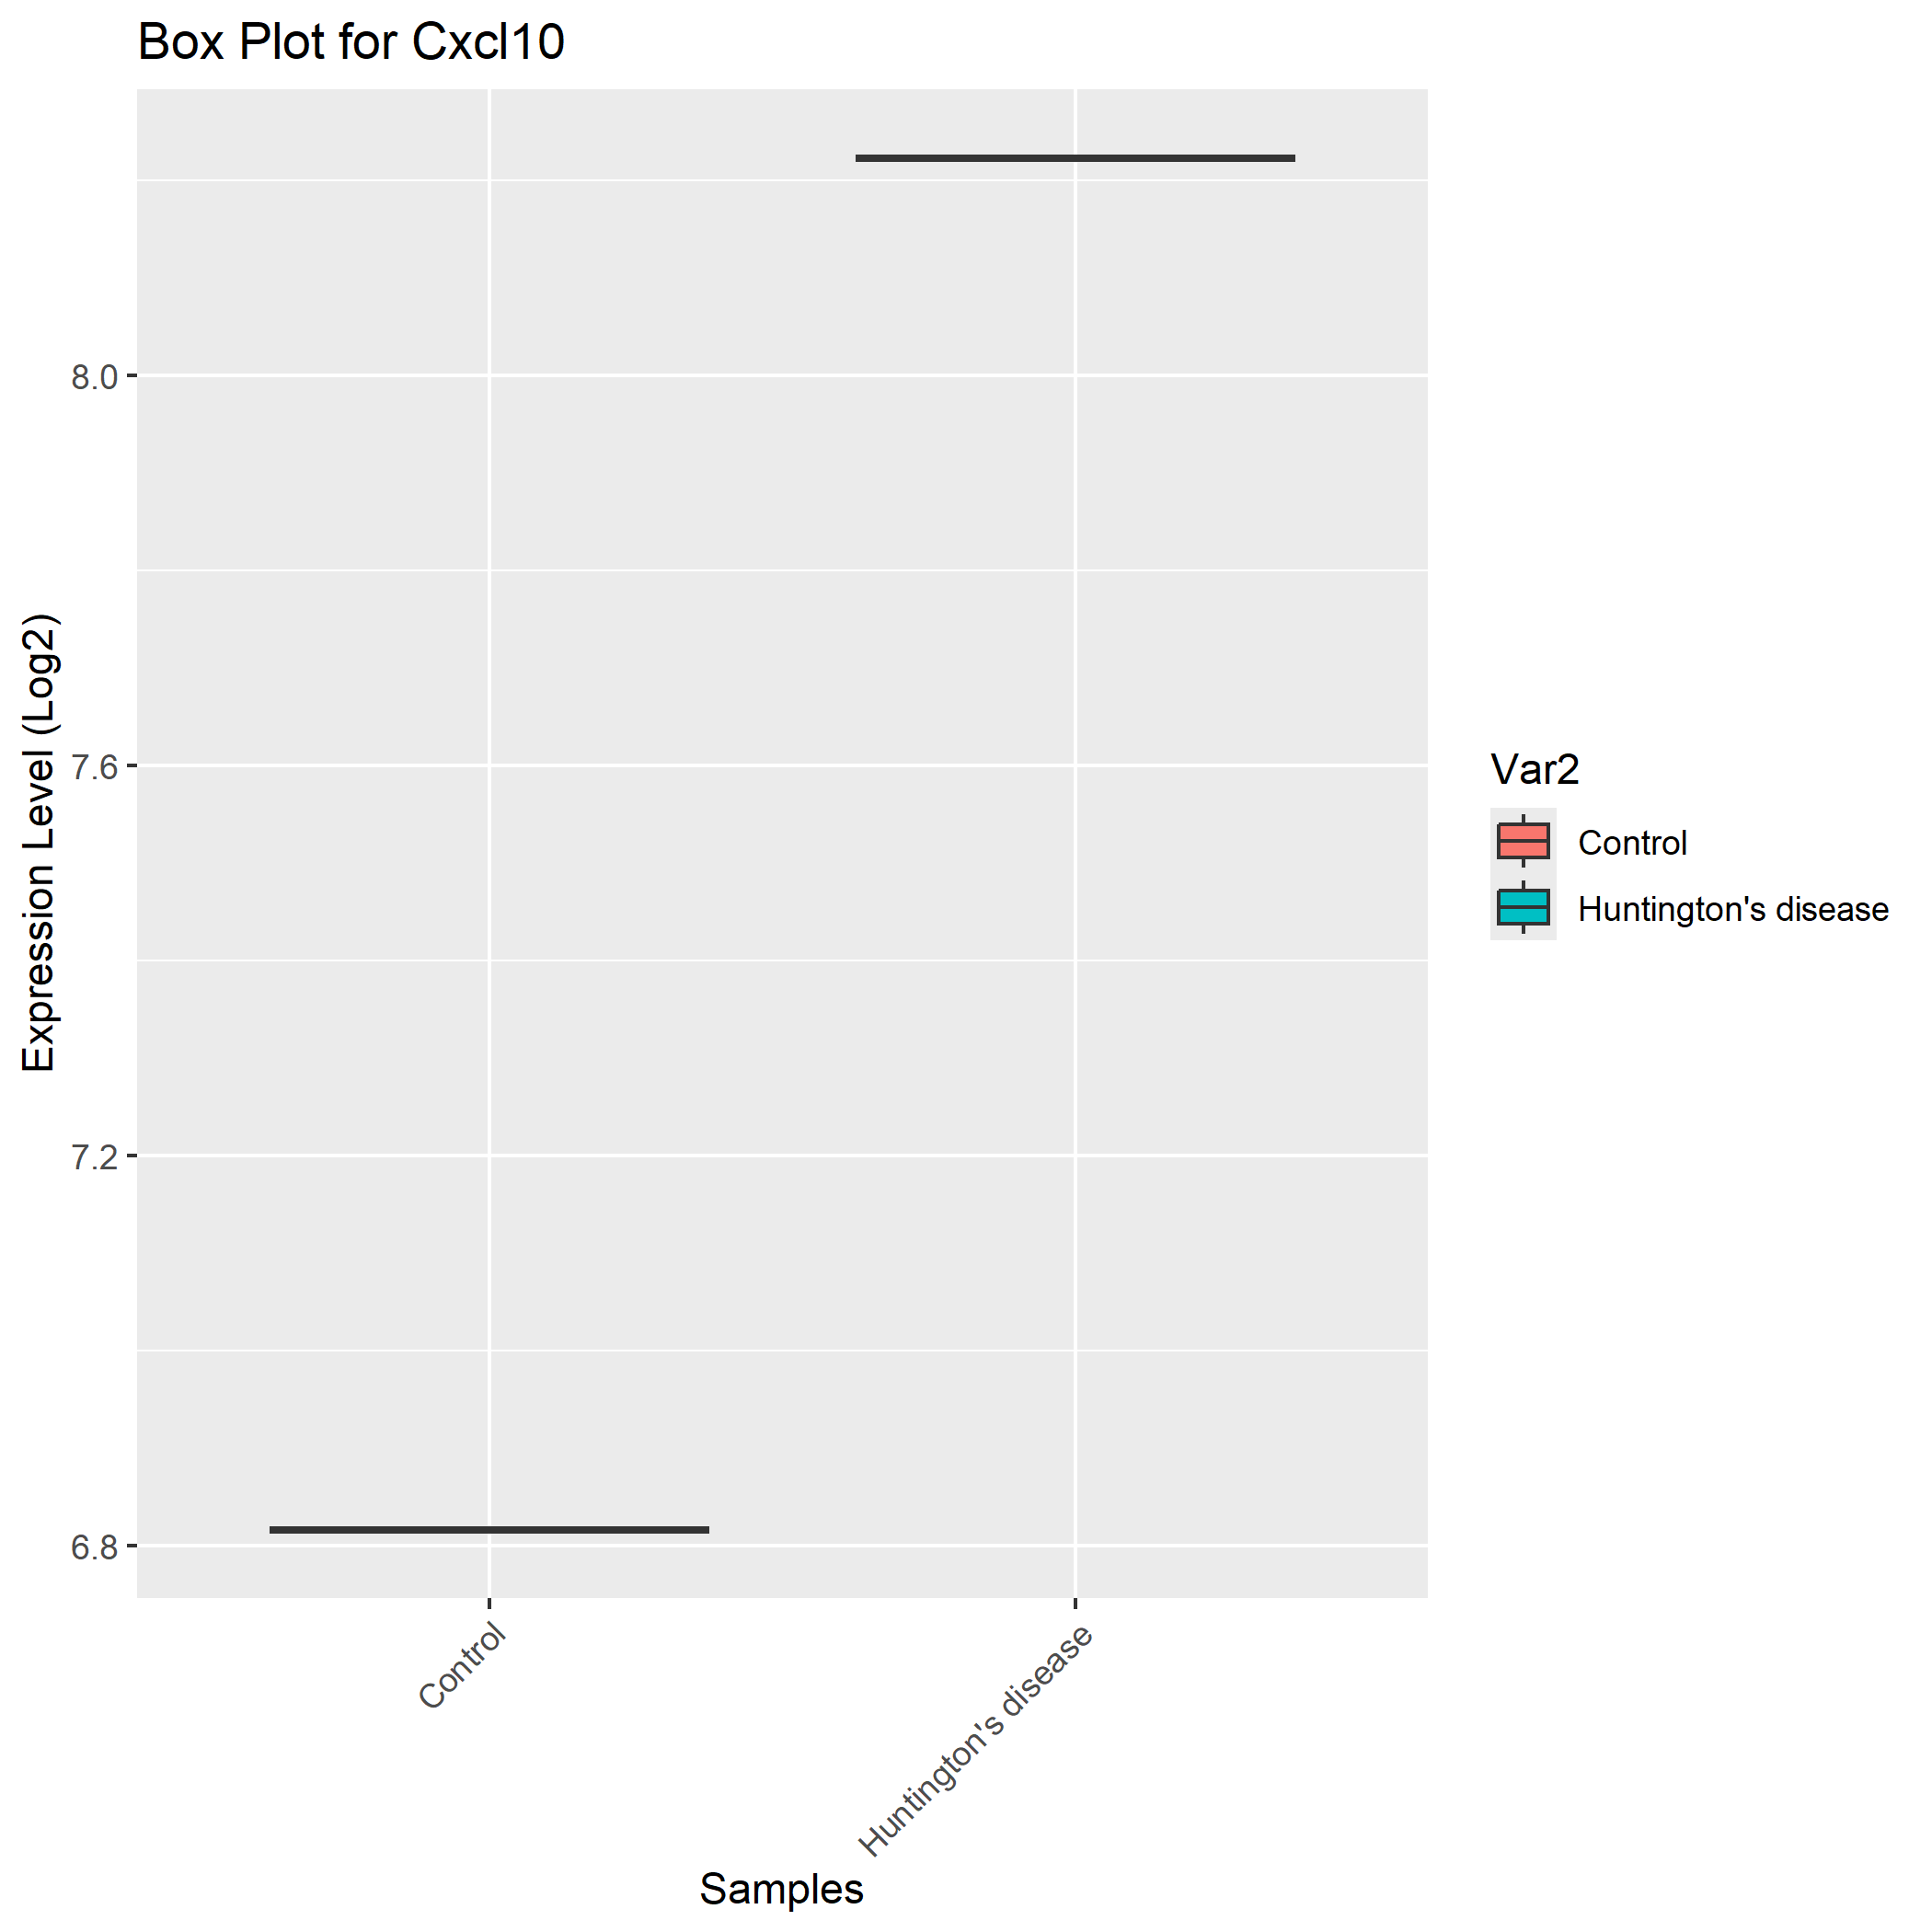 Box Plot for Cxcl10
Expression Level (Log2)
8.0
7.6
7.2
6.8
Control
Huntington's disease
Samples
Var2
Control
Huntington's disease